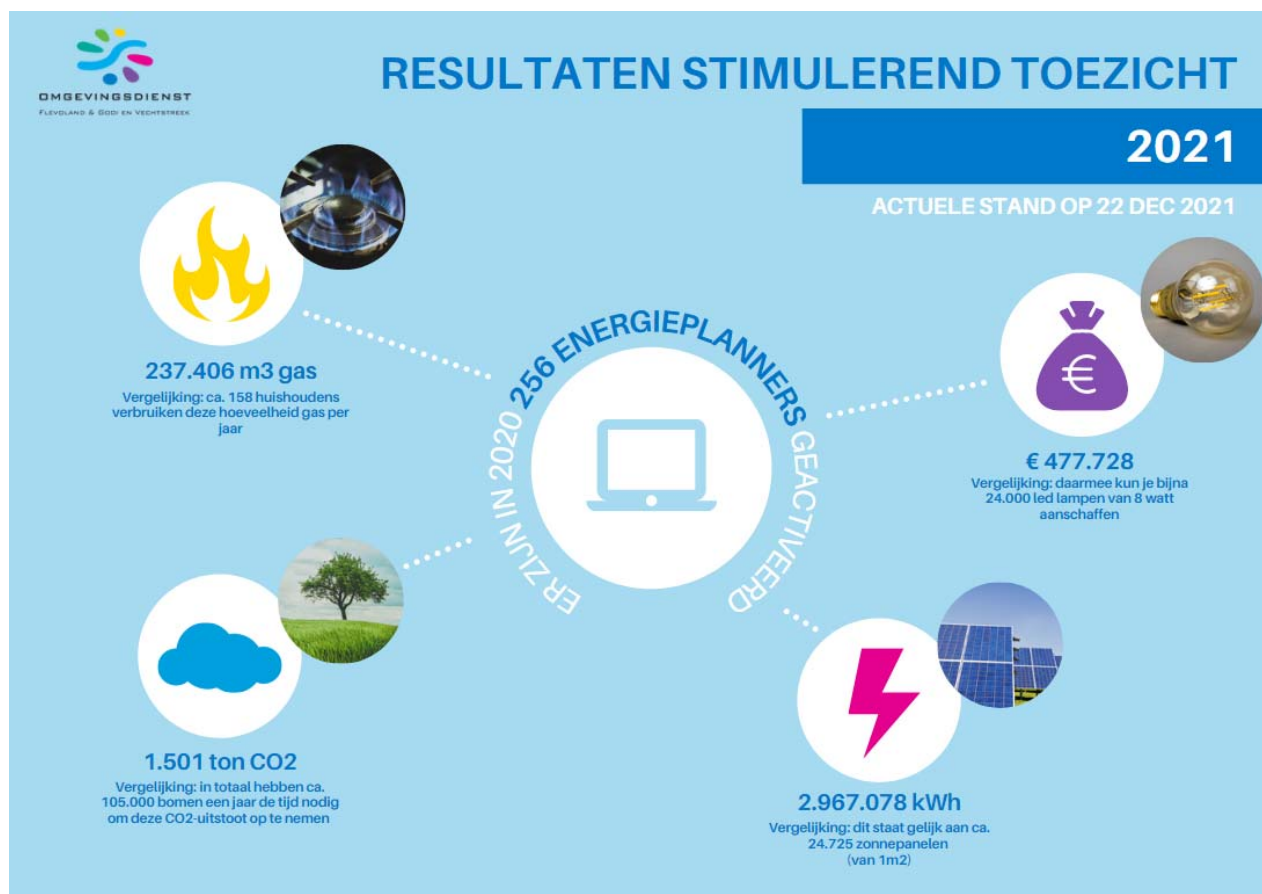 OMGEVINGSDIENST
FLEVOLAND & GOOI EN VECHTSTREEK
RESULTATEN STIMULEREND TOEZICHT
2021
ACTUELE STAND OP 22 DEC 2021
237.406 m3 gas
Vergelijking: ca. 158 huishoudens
verbruiken deze hoeveelheid gas per
jaar
ER ZIJN IN 2020 256 ENERGIEPLANNERS GEACTIVEERD
€
€ 477.728
Vergelijking: daarmee kun je bijna
24.000 led lampen van 8 watt
aanschaffen
1.501 ton CO2
Vergelijking: in totaal hebben ca.
105.000 bomen een jaar de tijd nodig
om deze CO2-uitstoot op te nemen
2.967.078 kWh
Vergelijking: dit staat gelijk aan ca.
24.725 zonnepanelen
(van 1m2)